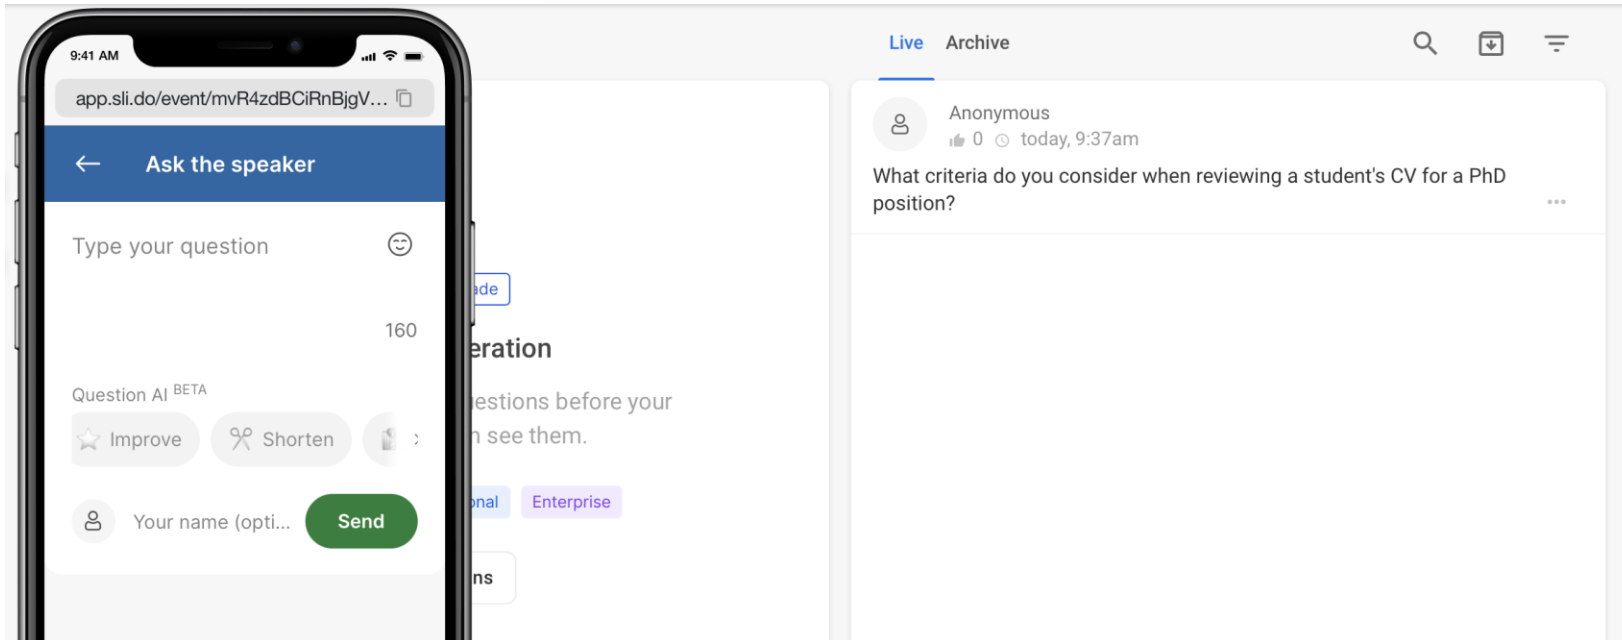 9:41 AM
app.sli.do/event/mvR4zdBCiRnBjgV...
Ask the speaker
Type your question
160
Question AI BETA
Improve
Shorten
Your name (opti...
Send
ade
eration
estions before your
n see them.
onal
Enterprise
ns
Live
Archive
Anonymous
0
today, 9:37am
What criteria do you consider when reviewing a student's CV for a PhD
position?